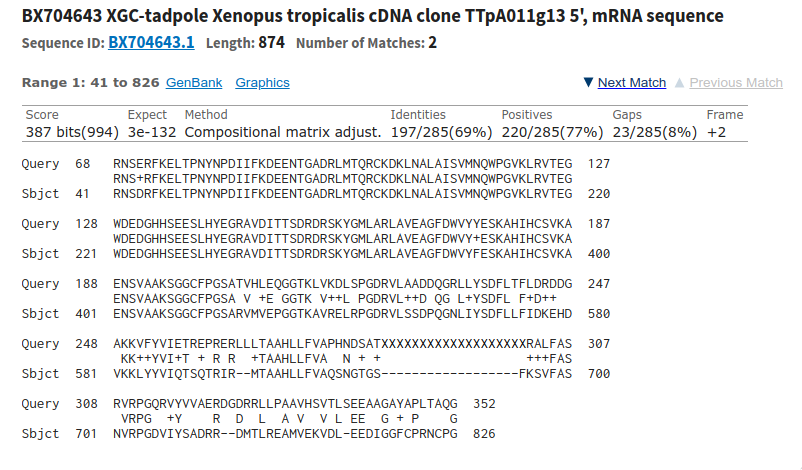 BX704643 XGC-tadpole Xenopus tropicalis cDNA clone TTpA011g13 5', mRNA sequence
Sequence ID: BX704643.1 Length: 874 Number of Matches: 2
Range 1: 41 to 826 GenBank Graphics ▼ Next Match ▲ Previous Match
Score Expect Method Identities Positives Gaps Frame
387 bits(994) 3e-132 Compositional matrix adjust. 197/285(69%) 220/285(77%) 23/285(8%) +2
Query 68 RNSERFKELTPNYNPDIIFKDEENTGADRLMTQRCKDKLNALAISVMNQWPGVKLRVTEG 127
RNS+RFKELTPNYNPDIIFKDEENTGADRLMTQRCKDKLNALAISVMNQWPGVKLRVTEG
Sbjct 41 RNSDRFKELTPNYNPDIIFKDEENTGADRLMTQRCKDKLNALAISVMNQWPGVKLRVTEG 220
Query 128 WDEDGHHSEESLHYEGRAVDITTSDRDRSKYGMLARLAVEAGFDWVYYESKAHIHCSVKA 187
WDEDGHHSEESLHYEGRAVDITTSDRDRSKYGMLARLAVEAGFDWVY+ESKAHIHCSVKA
Sbjct 221 WDEDGHHSEESLHYEGRAVDITTSDRDRSKYGMLARLAVEAGFDWVYFESKAHIHCSVKA 400
Query 188 ENSVAAKSGGCFPGSATVHLEQGGTKLVKDLSPGDRVLAADDQGRLLYSDFLTFLDRDDG 247
ENSVAAKSGGCFPGSA V +E GGTK V++L PGDRVL++D QG L+YSDFL F+D++
Sbjct 401 ENSVAAKSGGCFPGSARVMVEPGGTKAVRELRPGDRVLSSDPQGNLIYSDFLLFIDKEHD 580
Query 248 AKKVFYVIETREPRERLLLTAAHLLFVAPHNDSATXXXXXXXXXXXXXXXXXXXRALFAS 307
KK++YVI+T + R R +TAAHLLFVA N + + +++FAS
Sbjct 581 VKKLYYVIQTSQTRIR--MTAAHLLFVAQSNGTGS-------------------FKSVFAS 700
Query 308 RVRPGQRVYVVAERDGDRRLLPAAVHSVTLSEEAAGAYAPLTAQG 352
VRPG +Y R D L A V V L EE G + P G
Sbjct 701 NVRPGDVIYSADRR--DMTLREAMVEKVDL-EEDIGGFCPRNCPG 826